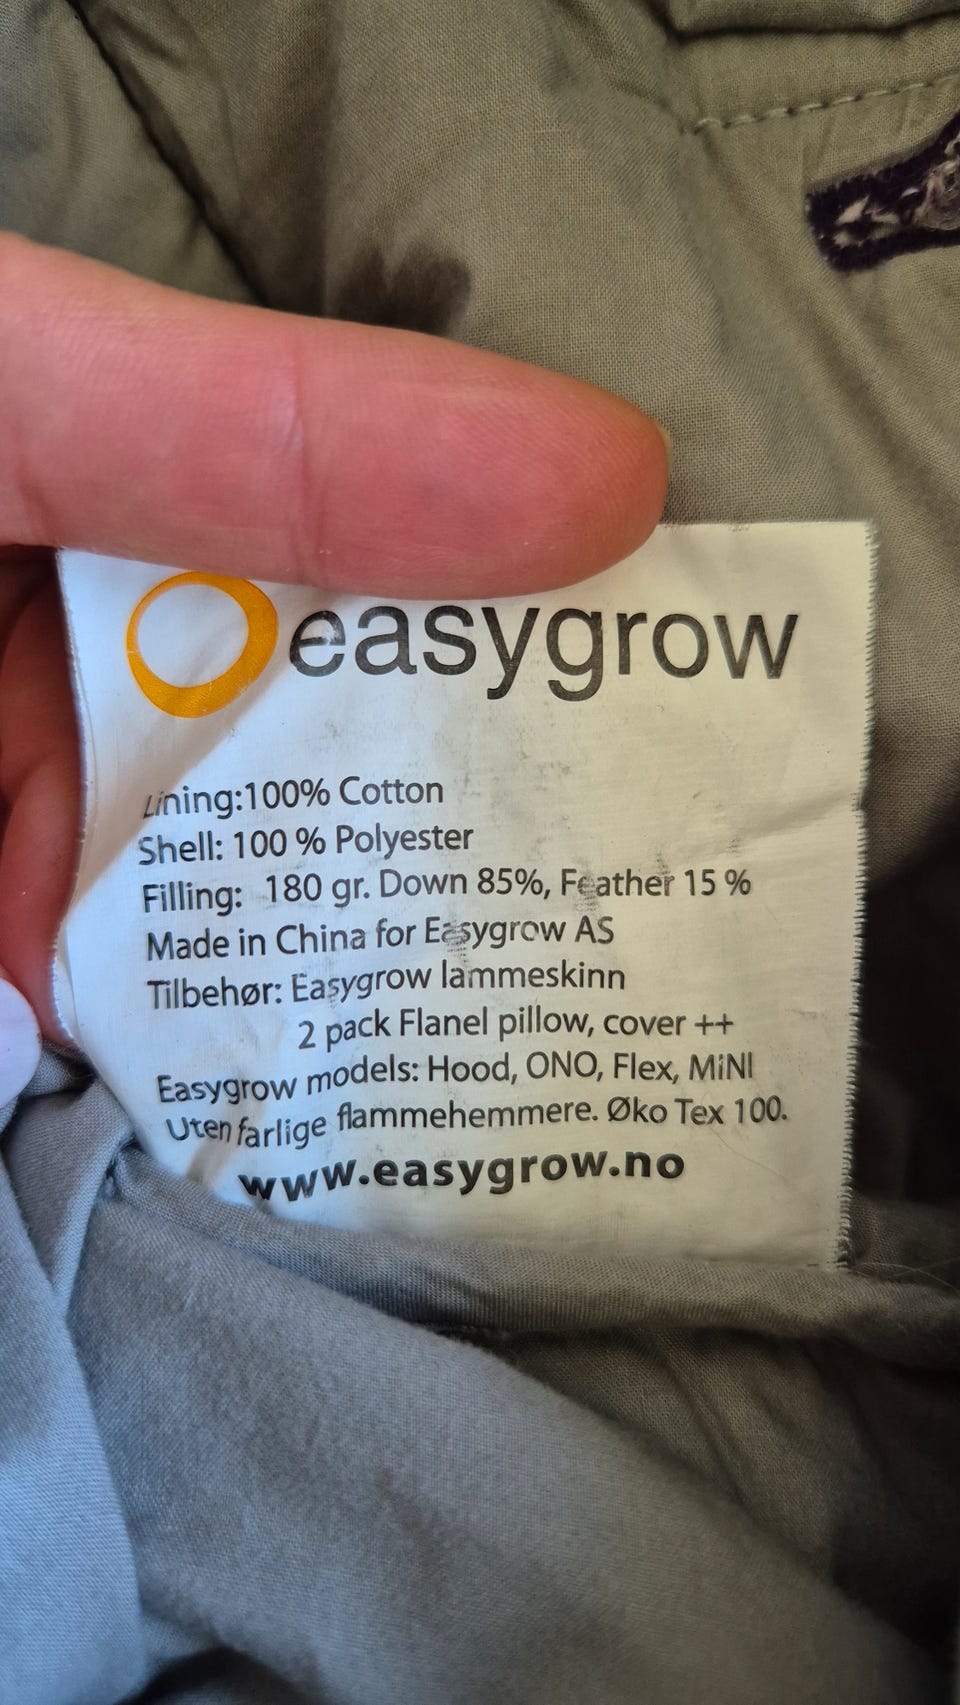 easygrow
Lining:100% Cotton
Shell: 100 % Polyester
Filling: 180 gr. Down 85%, Feather 15 %
Made in China for Easygrow AS
Tilbehør: Easygrow lammeskinn
2 pack Flanel pillow, cover ++
Easygrow models: Hood, ONO, Flex, MiNI
Uten farlige flammehemmere. Øko Tex 100.
www.easygrow.no